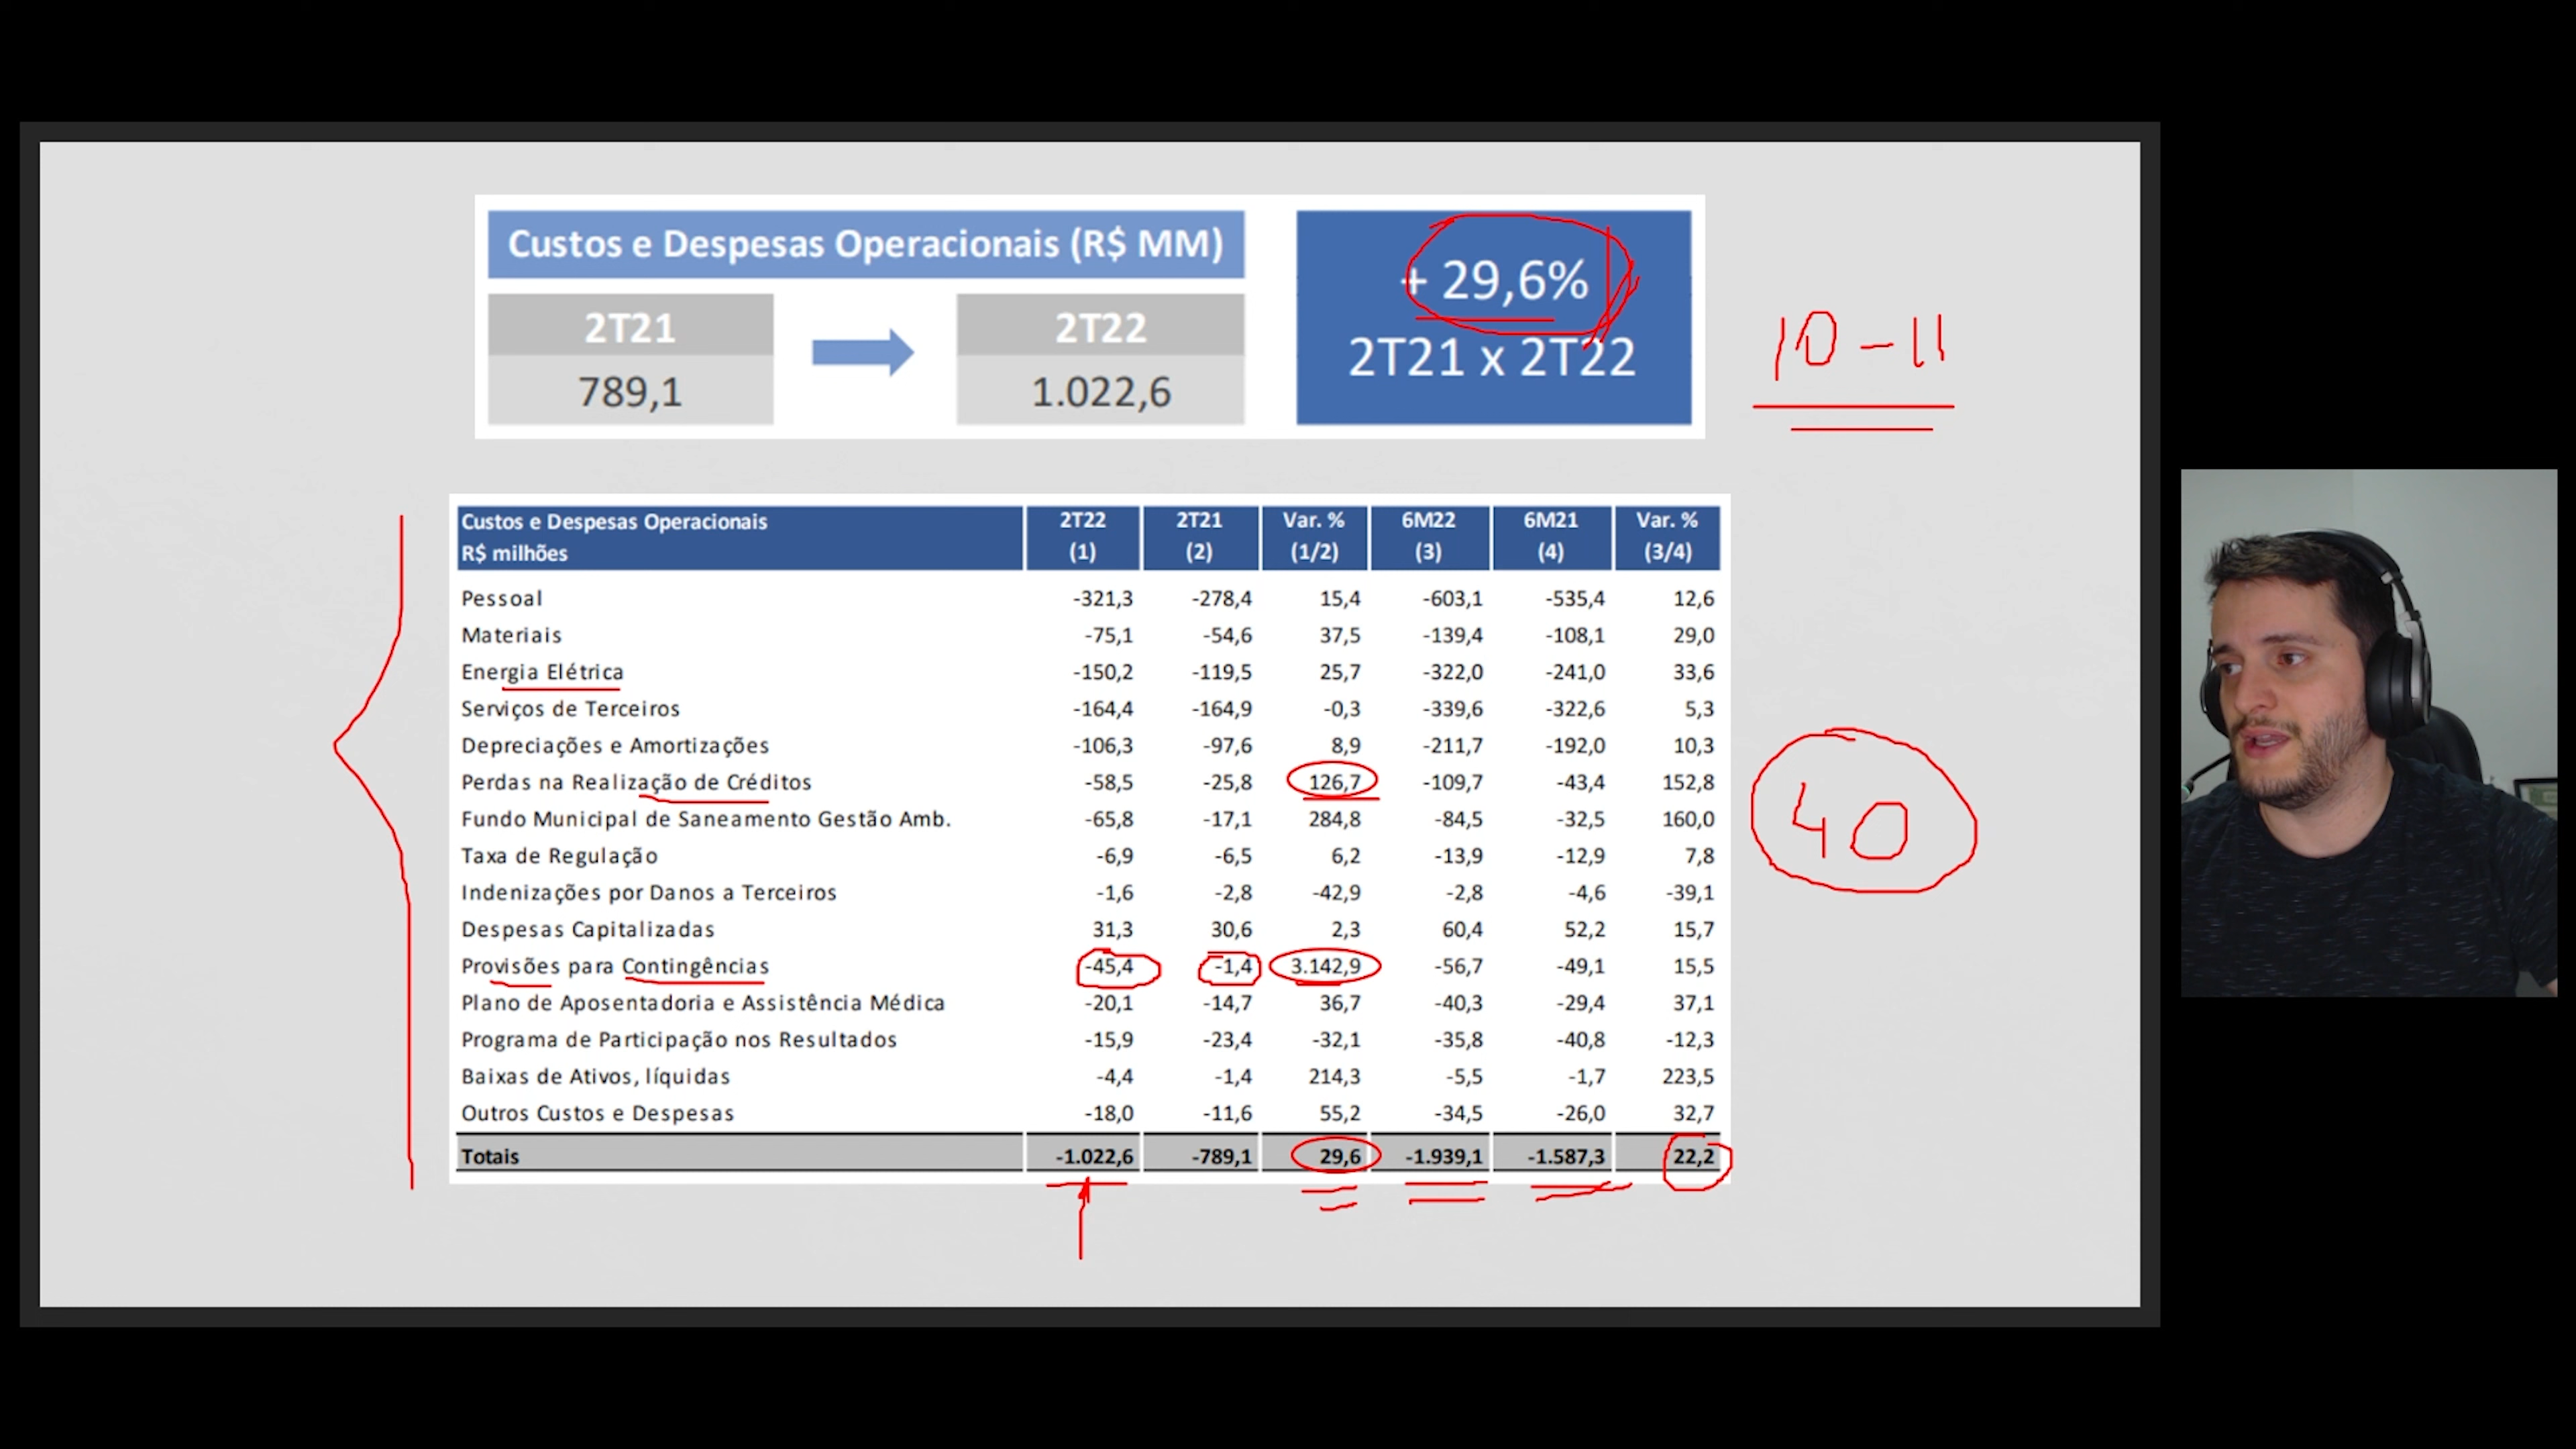 Custos e Despesas Operacionais (R$ MM)
2T21
789,1
2T22
1.022,6
+ 29,6%
2T21 x 2T22
10-11
Custos e Despesas Operacionais R$ milhões 2T22 (1) 2T21 (2) Var. % (1/2) 6M22 (3) 6M21 (4) Var. % (3/4)
Pessoal -321,3 -278,4 15,4 -603,1 -535,4 12,6
Materiais -75,1 -54,6 37,5 -139,4 -108,1 29,0
Energia Elétrica -150,2 -119,5 25,7 -322,0 -241,0 33,6
Serviços de Terceiros -164,4 -164,9 -0,3 -339,6 -322,6 5,3
Depreciações e Amortizações -106,3 -97,6 8,9 -211,7 -192,0 10,3
Perdas na Realização de Créditos -58,5 -25,8 126,7 -109,7 -43,4 152,8
Fundo Municipal de Saneamento Gestão Amb. -65,8 -17,1 284,8 -84,5 -32,5 160,0
Taxa de Regulação -6,9 -6,5 6,2 -13,9 -12,9 7,8
Indenizações por Danos a Terceiros -1,6 -2,8 -42,9 -2,8 -4,6 -39,1
Despesas Capitalizadas 31,3 30,6 2,3 60,4 52,2 15,7
Provisões para Contingências -45,4 -1,4 3.142,9 -56,7 -49,1 15,5
Plano de Aposentadoria e Assistência Médica -20,1 -14,7 36,7 -40,3 -29,4 37,1
Programa de Participação nos Resultados -15,9 -23,4 -32,1 -35,8 -40,8 -12,3
Baixas de Ativos, líquidas -4,4 -1,4 214,3 -5,5 -1,7 223,5
Outros Custos e Despesas -18,0 -11,6 55,2 -34,5 -26,0 32,7
Totais -1.022,6 -789,1 29,6 -1.939,1 -1.587,3 22,2
40